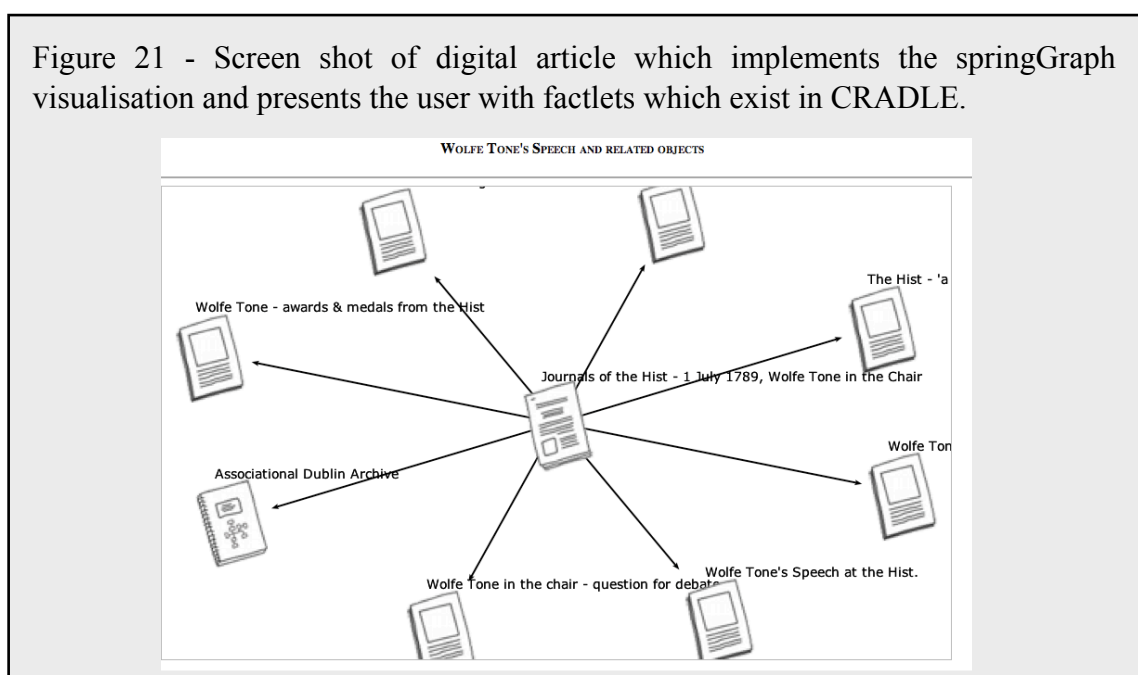 Figure 21 - Screen shot of digital article which implements the springGraph
visualisation and presents the user with factlets which exist in CRADLE.
WOLFE TONE'S SPEECH AND RELATED OBJECTS
The Hist - 'a
Wolfe Tone - awards & medals from the Hist
Journals of the Hist - 1 July 1789, Wolfe Tone in the Chair
Wolfe Ton
Associational Dublin Archive
Wolfe Tone's Speech at the Hist.
Wolfe Tone in the chair - question for debate